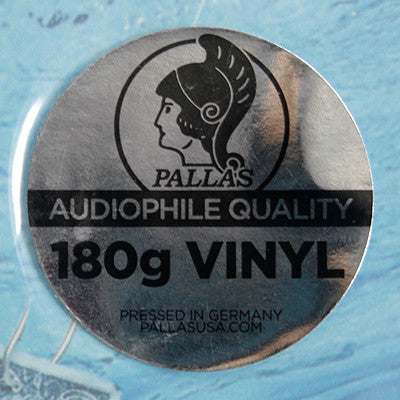 PALLAS
AUDIOPHILE QUALITY
180g VINYL
PRESSED IN GERMANY
PALLASUSA.COM